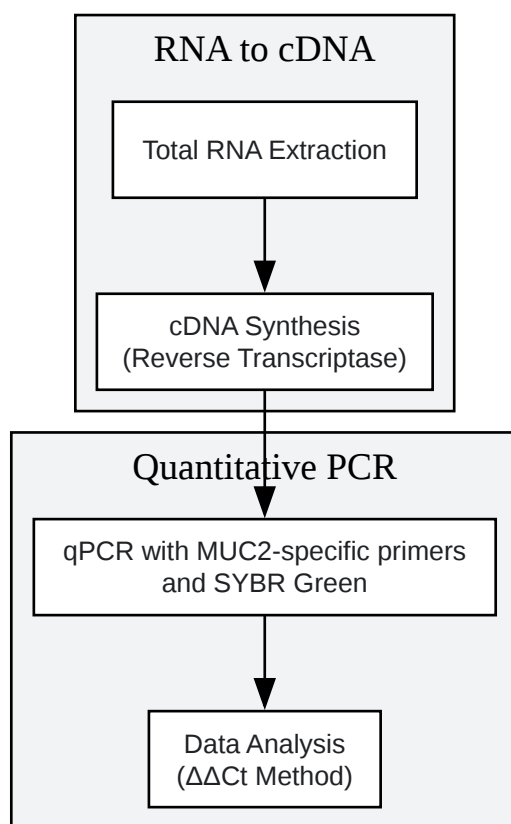 RNA to cDNA
Total RNA Extraction
cDNA Synthesis
(Reverse Transcriptase)
Quantitative PCR
qPCR with MUC2-specific primers
and SYBR Green
Data Analysis
(ΔΔCt Method)